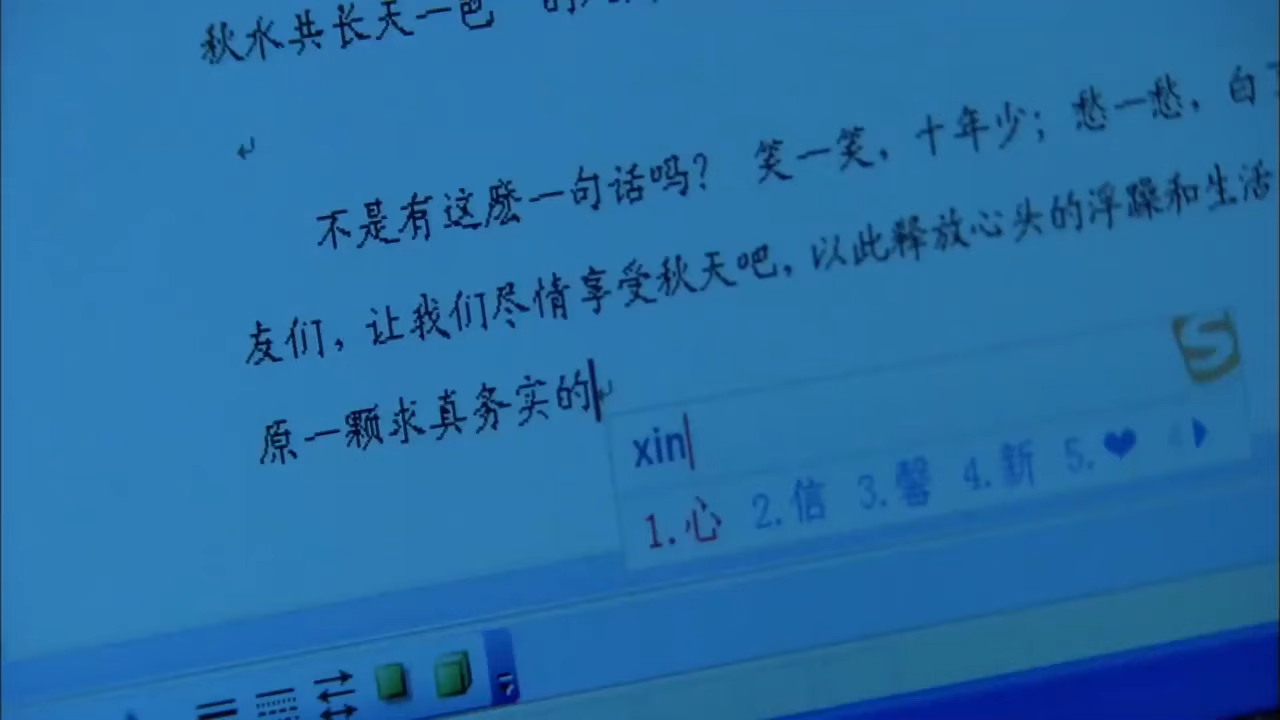 秋水共长天一色
不是有这麽一句话吗? 笑一笑，十年少；愁一愁，白
友们，让我们尽情享受秋天吧，以此释放心头的浮躁和生活
原一颗求真务实的
xin
1.心 2.信 3.馨 4.新 5.❤
S